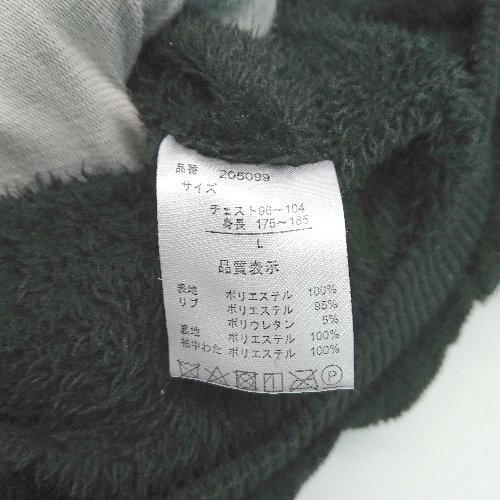 品番 205099
サイズ
チェスト96～104
身長 175～185
L
品質表示
表地 ポリエステル 100%
リブ ポリエステル 95%
ポリウレタン 5%
裏地 ポリエステル 100%
袖中わた ポリエステル 100%
P